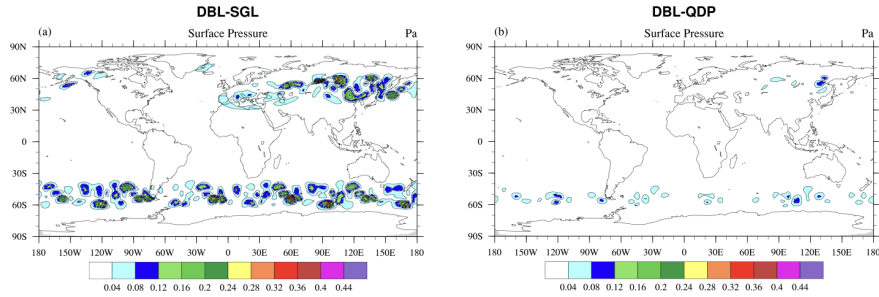 DBL-SGL
(a) Surface Pressure Pa
90N
60N
30N
0
30S
60S
90S
180 150W 120W 90W 60W 30W 0 30E 60E 90E 120E 150E 180
0.04 0.08 0.12 0.16 0.2 0.24 0.28 0.32 0.36 0.4 0.44
DBL-QDP
(b) Surface Pressure Pa
90N
60N
30N
0
30S
60S
90S
180 150W 120W 90W 60W 30W 0 30E 60E 90E 120E 150E 180
0.04 0.08 0.12 0.16 0.2 0.24 0.28 0.32 0.36 0.4 0.44